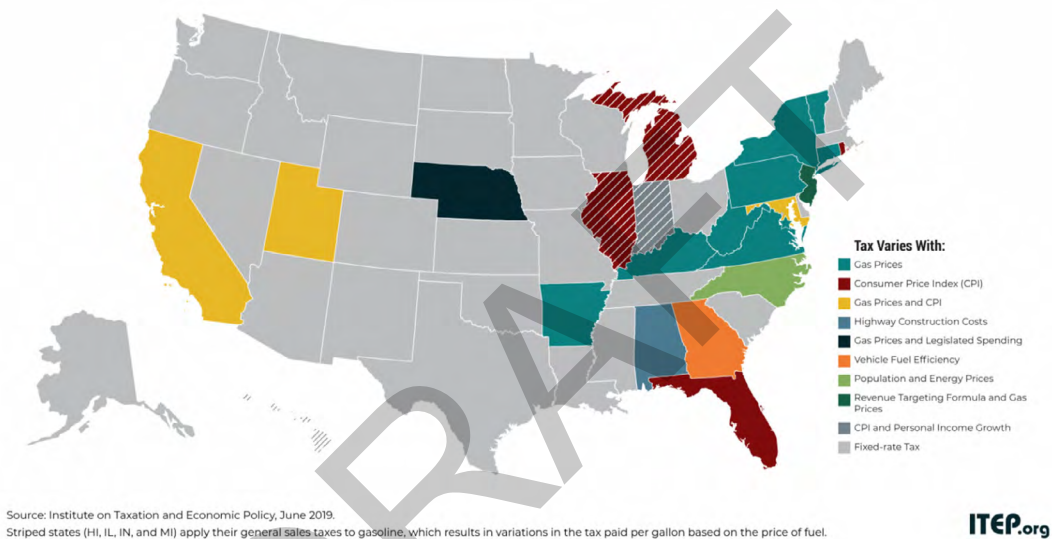 DRAFT
Tax Varies With:
Gas Prices
Consumer Price Index (CPI)
Gas Prices and CPI
Highway Construction Costs
Gas Prices and Legislated Spending
Vehicle Fuel Efficiency
Population and Energy Prices
Revenue Targeting Formula and Gas
Prices
CPI and Personal Income Growth
Fixed-rate Tax
Source: Institute on Taxation and Economic Policy, June 2019.
Striped states (HI, IL, IN, and MI) apply their general sales taxes to gasoline, which results in variations in the tax paid per gallon based on the price of fuel.
ITEP.org